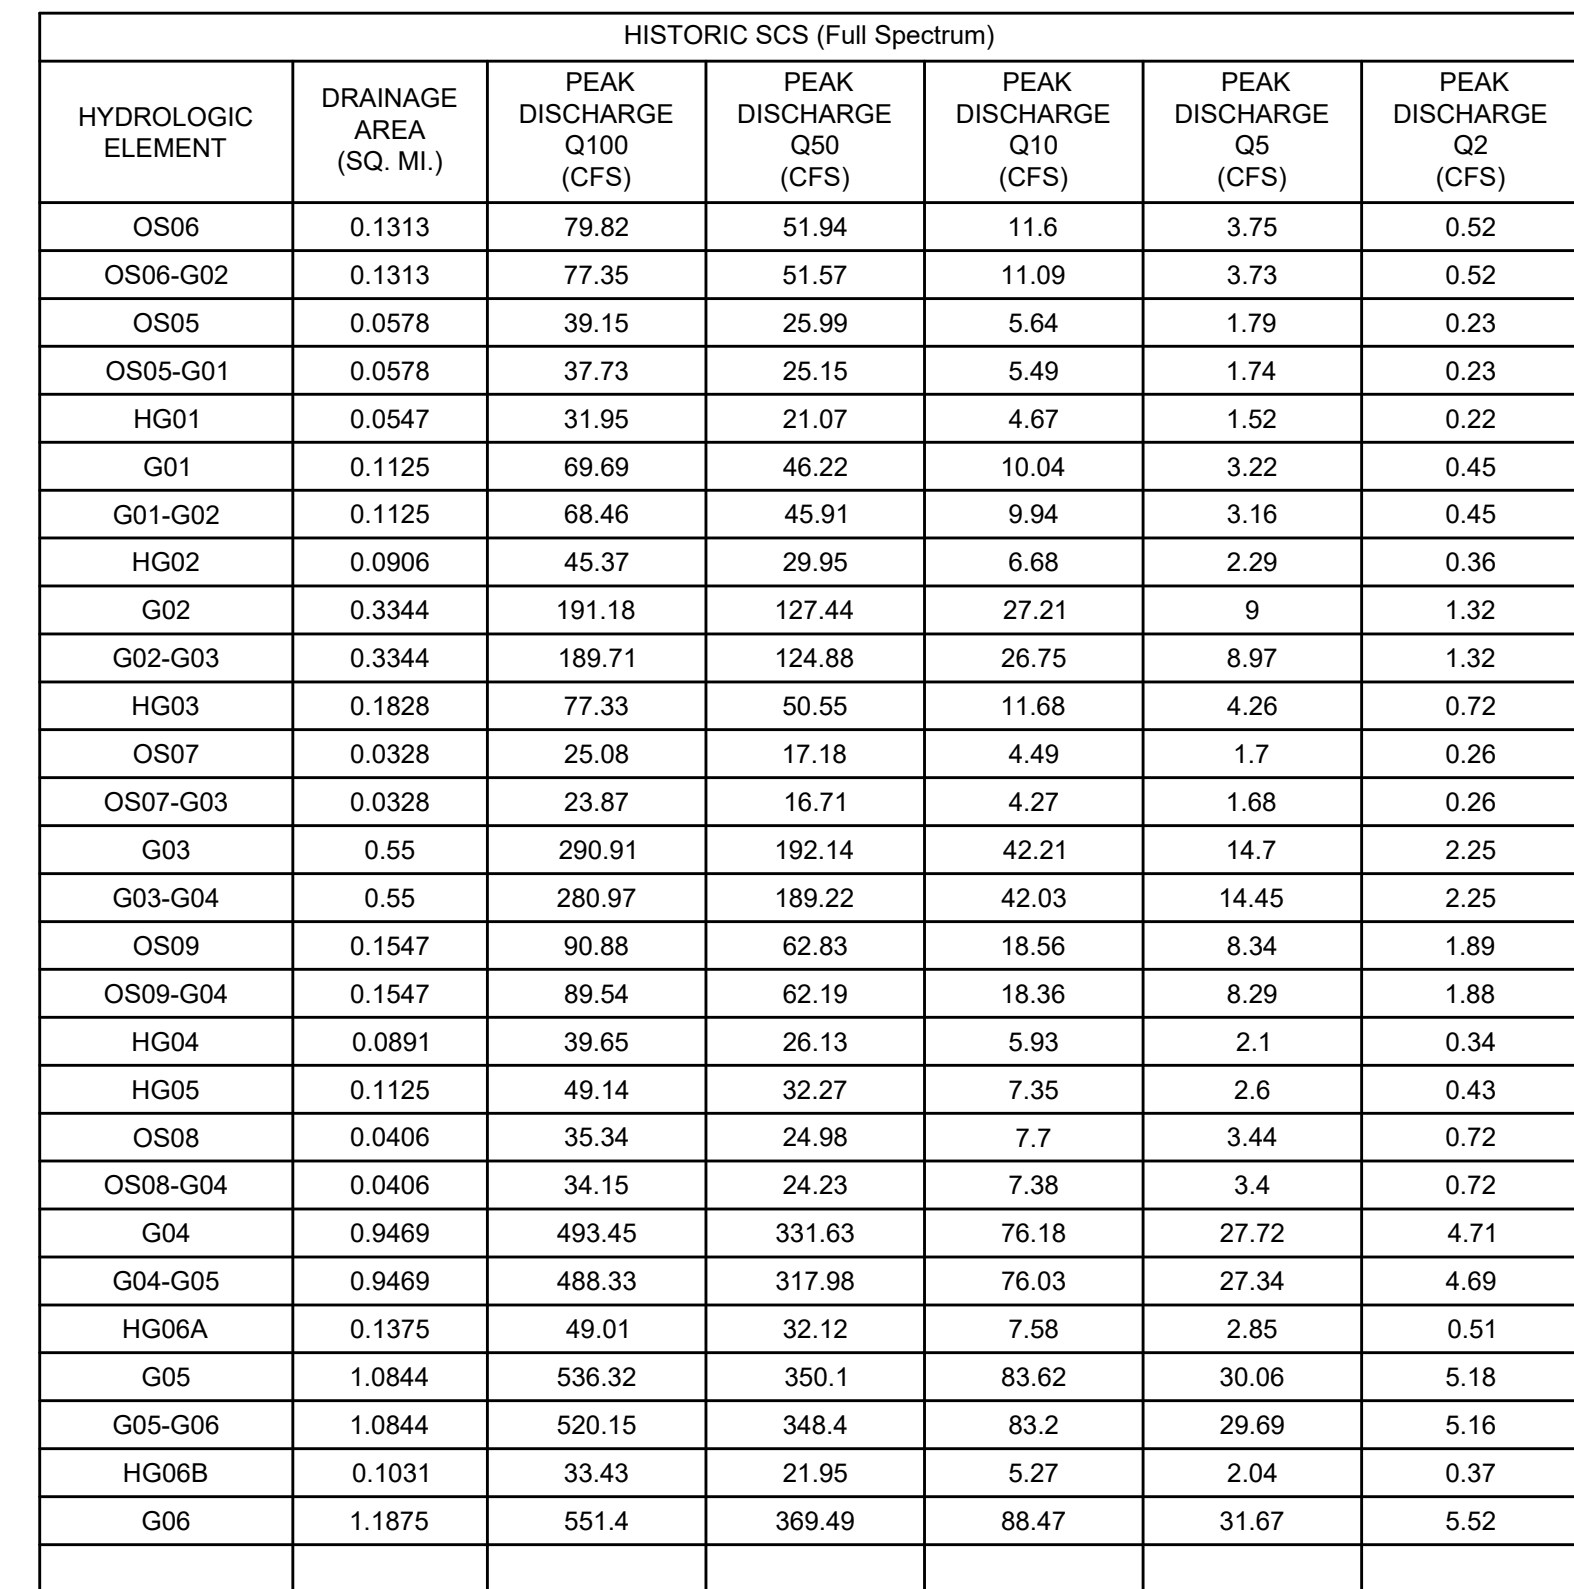 HISTORIC SCS (Full Spectrum)
HYDROLOGIC ELEMENT DRAINAGE AREA (SQ. MI.) PEAK DISCHARGE Q100 (CFS) PEAK DISCHARGE Q50 (CFS) PEAK DISCHARGE Q10 (CFS) PEAK DISCHARGE Q5 (CFS) PEAK DISCHARGE Q2 (CFS)
OS06 0.1313 79.82 51.94 11.6 3.75 0.52
OS06-G02 0.1313 77.35 51.57 11.09 3.73 0.52
OS05 0.0578 39.15 25.99 5.64 1.79 0.23
OS05-G01 0.0578 37.73 25.15 5.49 1.74 0.23
HG01 0.0547 31.95 21.07 4.67 1.52 0.22
G01 0.1125 69.69 46.22 10.04 3.22 0.45
G01-G02 0.1125 68.46 45.91 9.94 3.16 0.45
HG02 0.0906 45.37 29.95 6.68 2.29 0.36
G02 0.3344 191.18 127.44 27.21 9 1.32
G02-G03 0.3344 189.71 124.88 26.75 8.97 1.32
HG03 0.1828 77.33 50.55 11.68 4.26 0.72
OS07 0.0328 25.08 17.18 4.49 1.7 0.26
OS07-G03 0.0328 23.87 16.71 4.27 1.68 0.26
G03 0.55 290.91 192.14 42.21 14.7 2.25
G03-G04 0.55 280.97 189.22 42.03 14.45 2.25
OS09 0.1547 90.88 62.83 18.56 8.34 1.89
OS09-G04 0.1547 89.54 62.19 18.36 8.29 1.88
HG04 0.0891 39.65 26.13 5.93 2.1 0.34
HG05 0.1125 49.14 32.27 7.35 2.6 0.43
OS08 0.0406 35.34 24.98 7.7 3.44 0.72
OS08-G04 0.0406 34.15 24.23 7.38 3.4 0.72
G04 0.9469 493.45 331.63 76.18 27.72 4.71
G04-G05 0.9469 488.33 317.98 76.03 27.34 4.69
HG06A 0.1375 49.01 32.12 7.58 2.85 0.51
G05 1.0844 536.32 350.1 83.62 30.06 5.18
G05-G06 1.0844 520.15 348.4 83.2 29.69 5.16
HG06B 0.1031 33.43 21.95 5.27 2.04 0.37
G06 1.1875 551.4 369.49 88.47 31.67 5.52